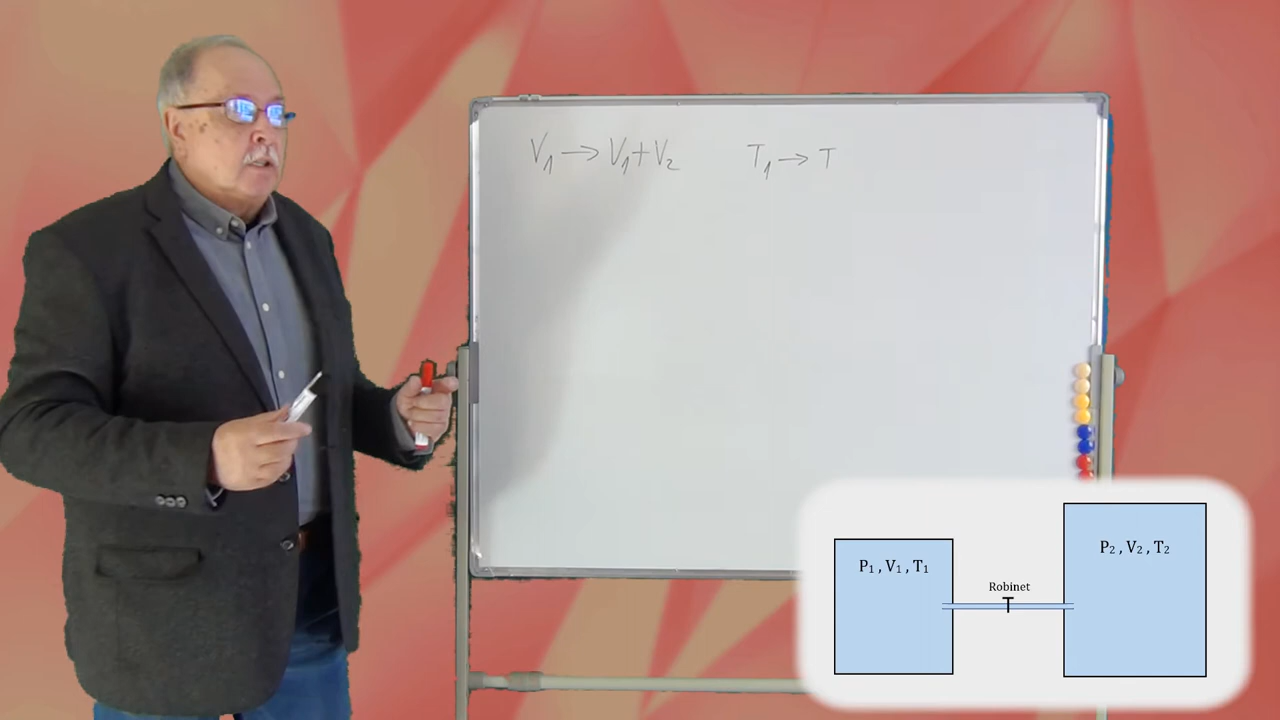 V₁ → V₁+V₂ T₁ → T
P₁ , V₁ , T₁
Robinet
P₂ , V₂ , T₂